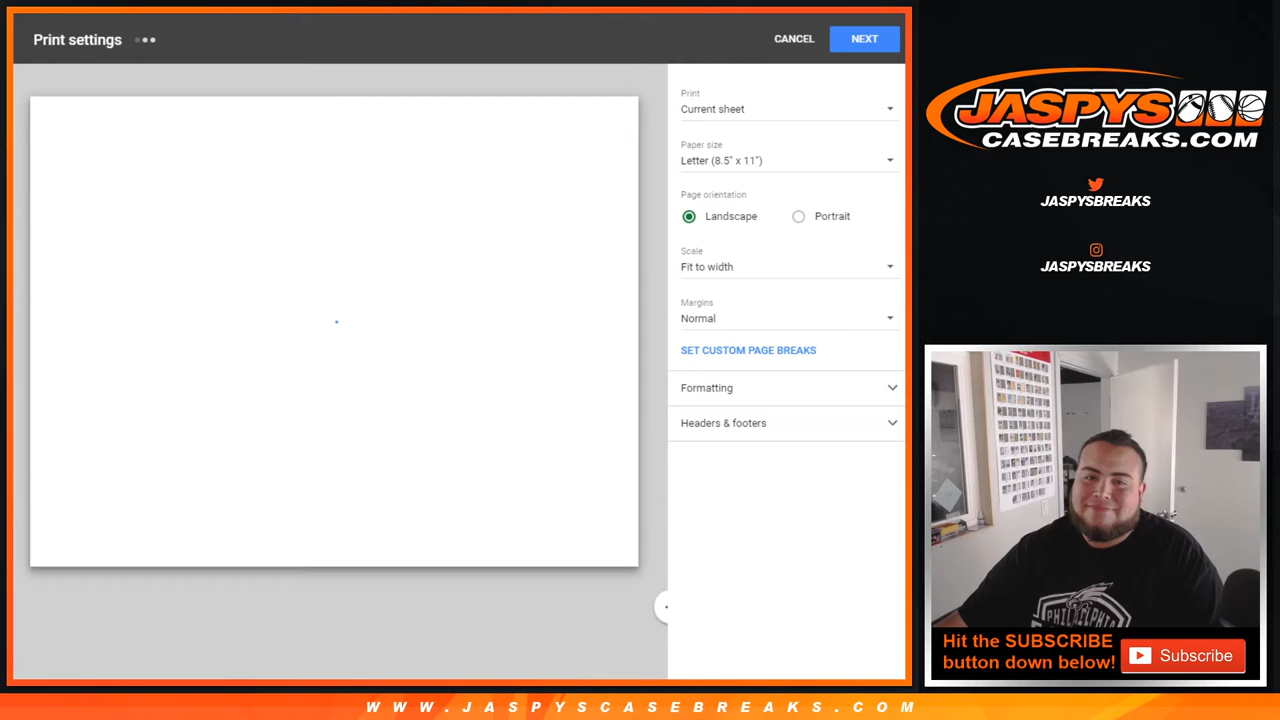 Print settings
CANCEL
NEXT
Print
Current sheet
Paper size
Letter (8.5" x 11")
Page orientation
Landscape
Portrait
Scale
Fit to width
Margins
Normal
SET CUSTOM PAGE BREAKS
Formatting
Headers & footers
JASPYS
CASEBREAKS.COM
JASPYSBREAKS
JASPYSBREAKS
PHILADELPHIA
Hit the SUBSCRIBE
button down below!
Subscribe
WWW.JASPYSCASEBREAKS.COM